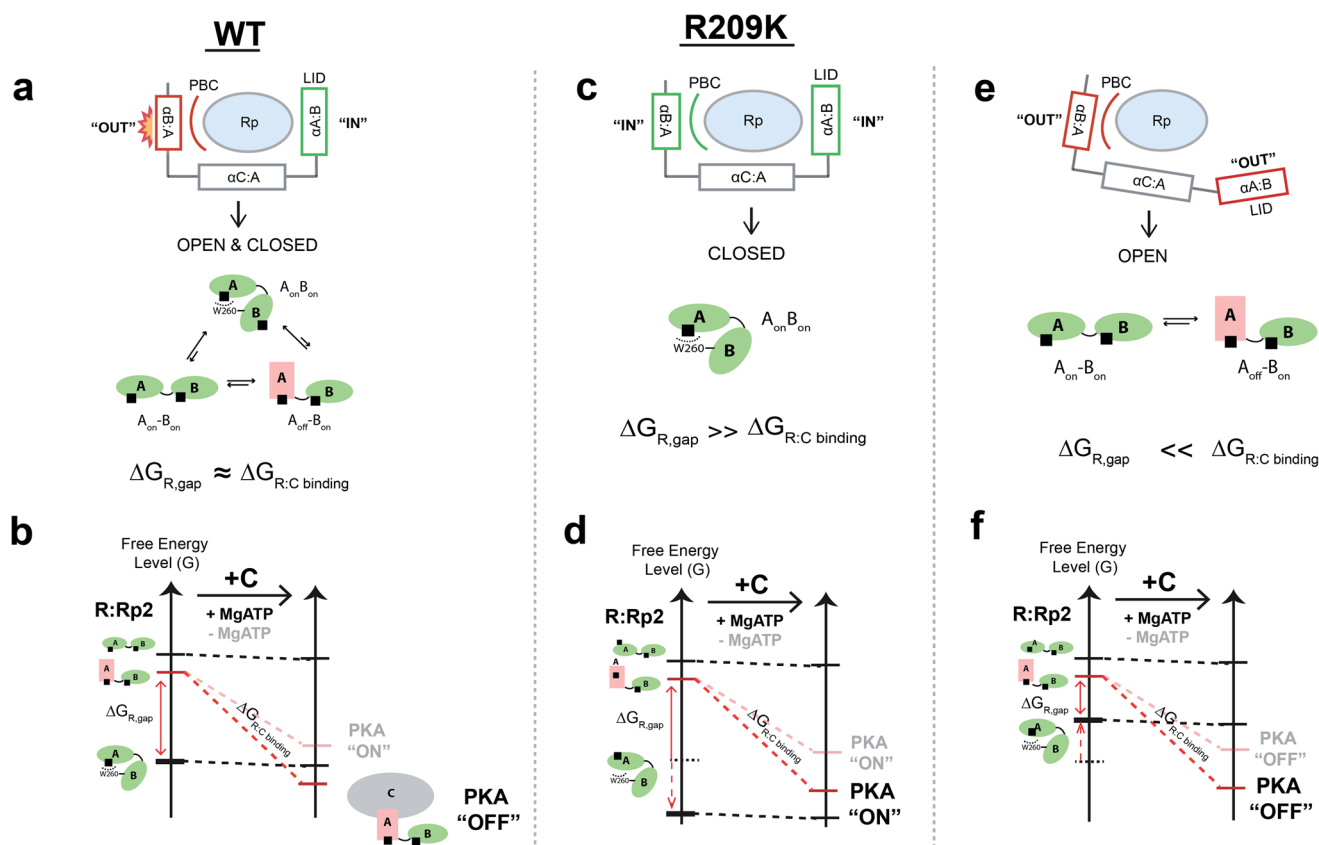 WT
R209K
a
PBC
LID
"OUT"
αB:A
Rp
αA:B
"IN"
αC:A
OPEN & CLOSED
A
W260
B
AonBon
A
B
Aon-Bon
A
B
Aoff-Bon
ΔGR,gap ≈ ΔGR:C binding
b
Free Energy
Level (G)
+C
+ MgATP
- MgATP
R:Rp2
A
B
A
B
ΔGR,gap
ΔGR:C binding
A
W260
B
PKA
"ON"
C
A
B
PKA
"OFF"
c
PBC
LID
"IN"
αB:A
Rp
αA:B
"IN"
αC:A
CLOSED
A
W260
B
AonBon
ΔGR,gap >> ΔGR:C binding
d
Free Energy
Level (G)
+C
+ MgATP
- MgATP
R:Rp2
A
B
A
B
ΔGR,gap
ΔGR:C binding
A
W260
B
PKA
"ON"
PKA
"ON"
e
PBC
"OUT"
αB:A
Rp
αC:A
"OUT"
αA:B
LID
OPEN
A
B
Aon-Bon
A
B
Aoff-Bon
ΔGR,gap << ΔGR:C binding
f
Free Energy
Level (G)
+C
+ MgATP
- MgATP
R:Rp2
A
B
A
B
ΔGR,gap
ΔGR:C binding
A
W260
B
PKA
"OFF"
PKA
"OFF"